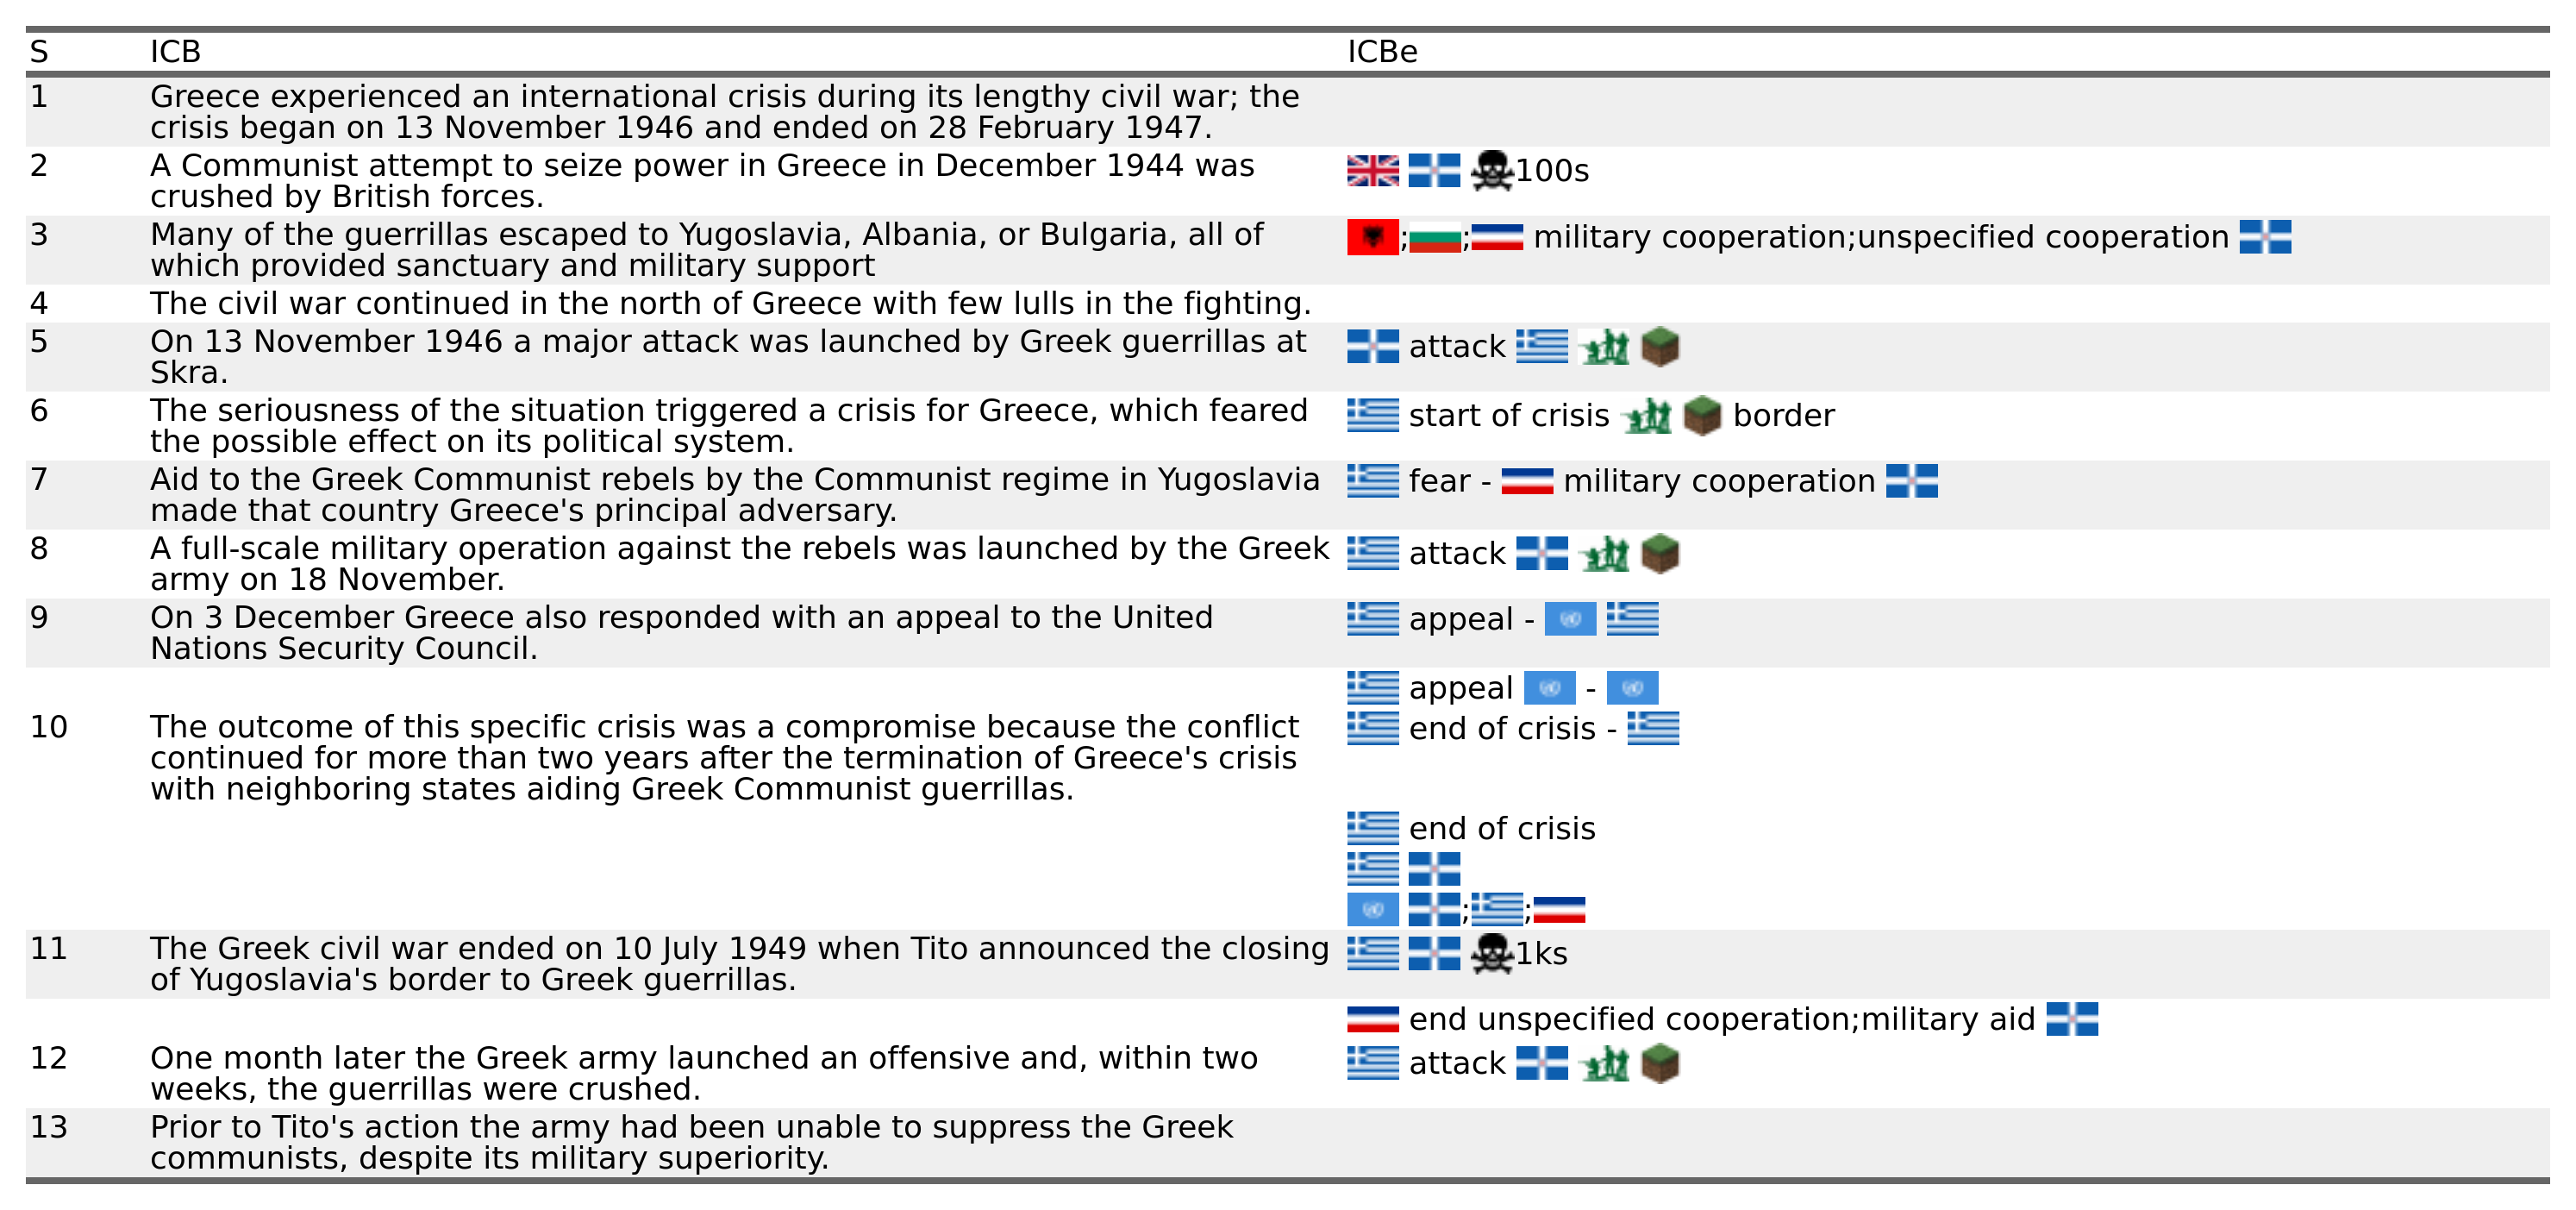 S ICB ICBe
1 Greece experienced an international crisis during its lengthy civil war; the
crisis began on 13 November 1946 and ended on 28 February 1947.
2 A Communist attempt to seize power in Greece in December 1944 was
crushed by British forces.
100s
3 Many of the guerrillas escaped to Yugoslavia, Albania, or Bulgaria, all of
which provided sanctuary and military support
; ; military cooperation;unspecified cooperation
4 The civil war continued in the north of Greece with few lulls in the fighting.
5 On 13 November 1946 a major attack was launched by Greek guerrillas at
Skra.
attack
6 The seriousness of the situation triggered a crisis for Greece, which feared
the possible effect on its political system.
start of crisis border
7 Aid to the Greek Communist rebels by the Communist regime in Yugoslavia
made that country Greece's principal adversary.
fear - military cooperation
8 A full-scale military operation against the rebels was launched by the Greek
army on 18 November.
attack
9 On 3 December Greece also responded with an appeal to the United
Nations Security Council.
appeal -
appeal -
10 The outcome of this specific crisis was a compromise because the conflict
continued for more than two years after the termination of Greece's crisis
with neighboring states aiding Greek Communist guerrillas.
end of crisis -
end of crisis
; ;
11 The Greek civil war ended on 10 July 1949 when Tito announced the closing
of Yugoslavia's border to Greek guerrillas.
1ks
end unspecified cooperation;military aid
12 One month later the Greek army launched an offensive and, within two
weeks, the guerrillas were crushed.
attack
13 Prior to Tito's action the army had been unable to suppress the Greek
communists, despite its military superiority.